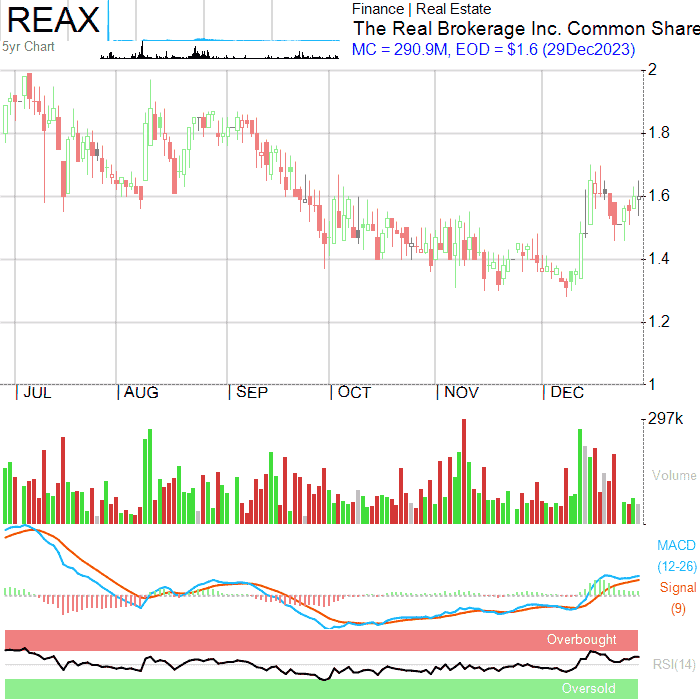 REAX
5yr Chart
Finance | Real Estate
The Real Brokerage Inc. Common Share
MC = 290.9M, EOD = $1.6 (29Dec2023)
2
1.8
1.6
1.4
1.2
1
JUL AUG SEP OCT NOV DEC
297k
Volume
MACD
(12-26)
Signal
(9)
Overbought
RSI(14)
Oversold